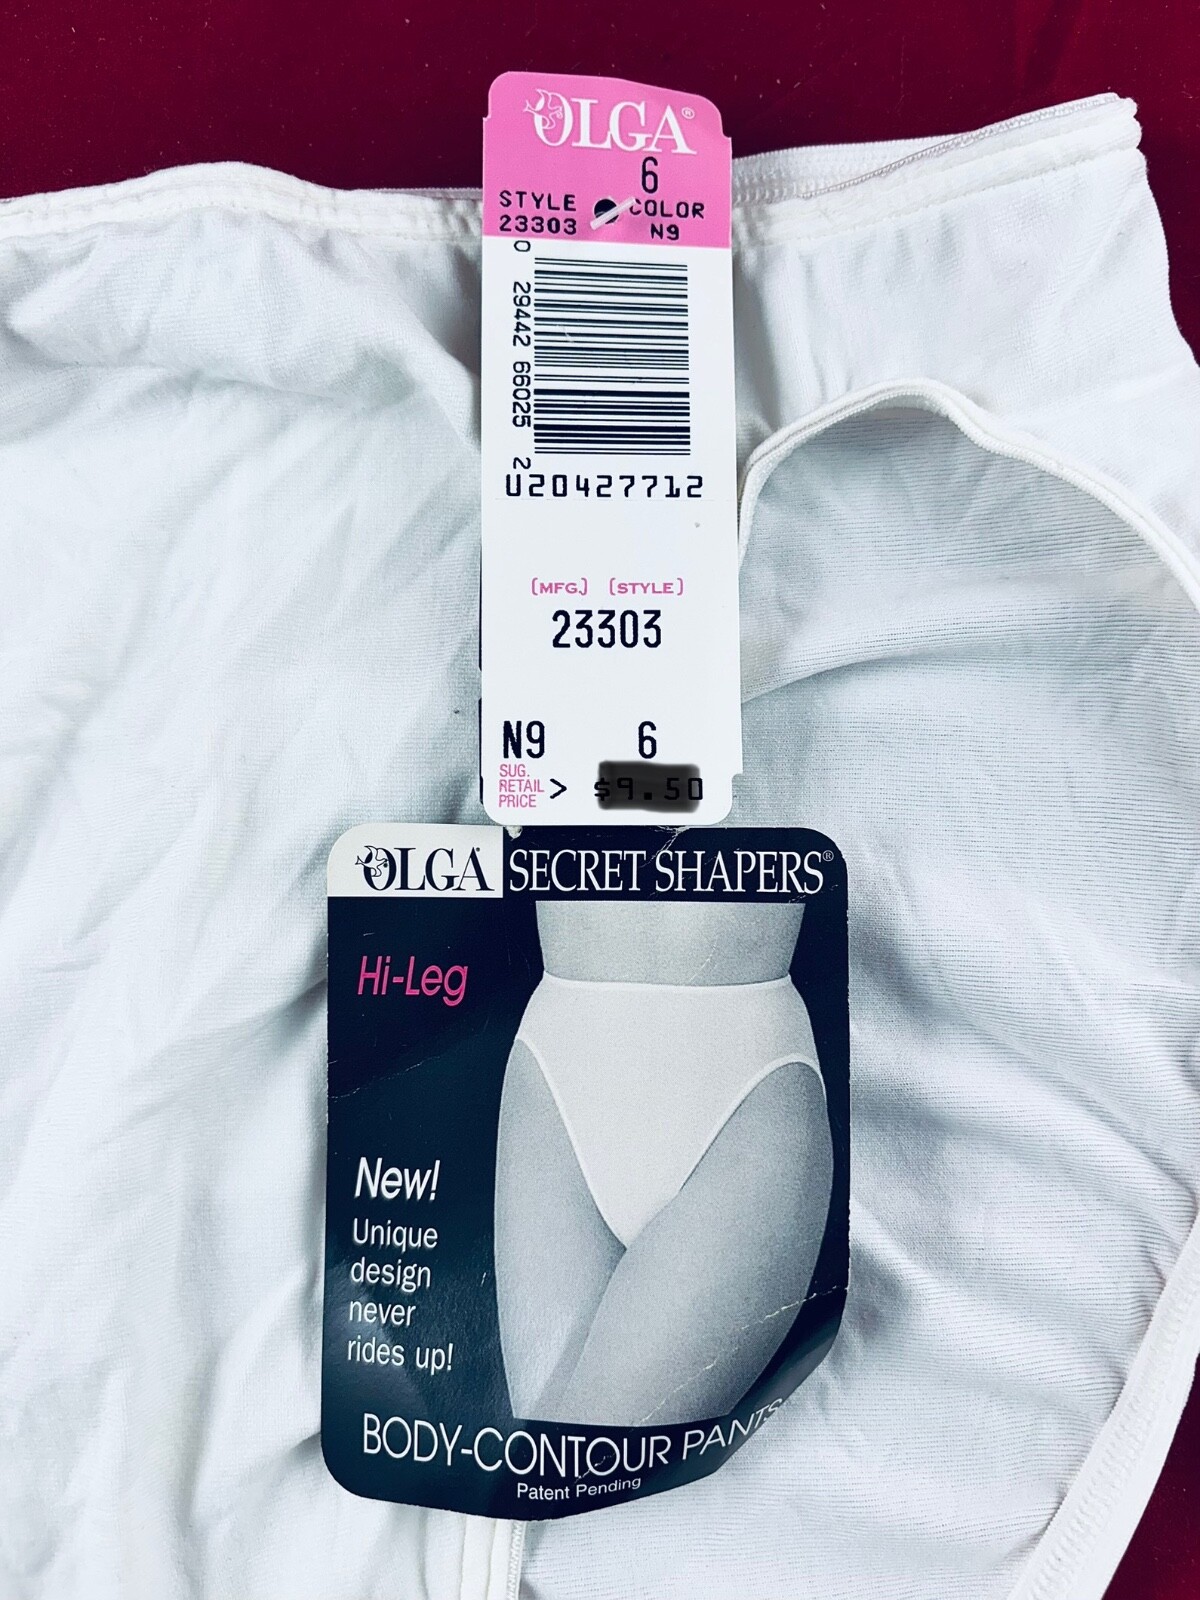 OLGA®
6
STYLE COLOR
23303 N9
0 29442 66025 2
U20427712
(MFG.) (STYLE)
23303
N9 6
SUG.
RETAIL
PRICE > $9.50
OLGA SECRET SHAPERS®
Hi-Leg
New!
Unique
design
never
rides up!
BODY-CONTOUR PANTS
Patent Pending